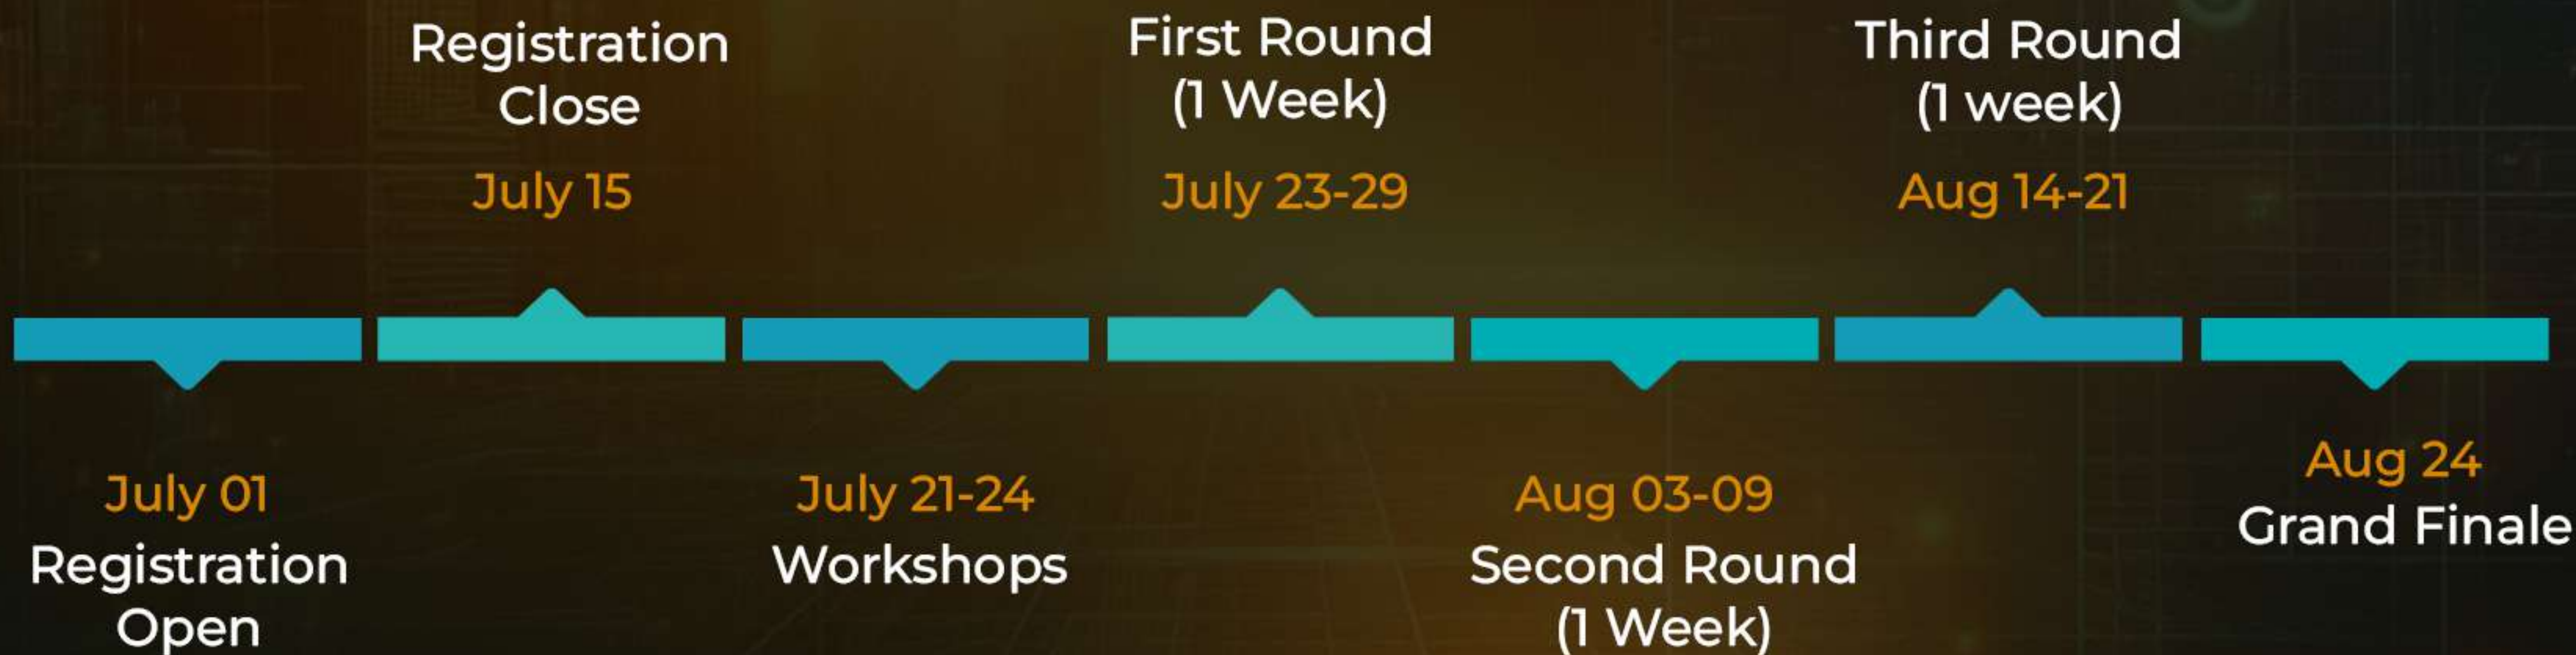 July 01
Registration
Open
Registration
Close
July 15
July 21-24
Workshops
First Round
(1 Week)
July 23-29
Aug 03-09
Second Round
(1 Week)
Third Round
(1 week)
Aug 14-21
Aug 24
Grand Finale